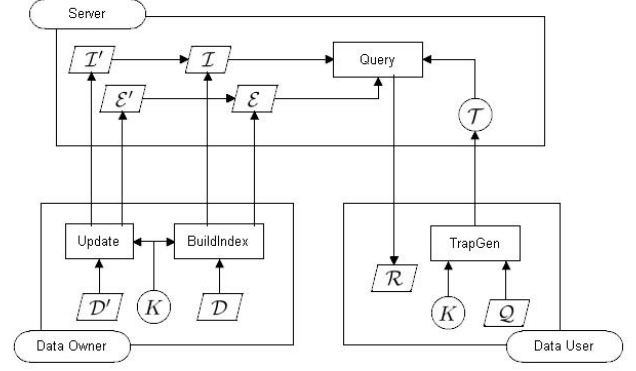 Server
I′ I Query
E′ E
T
Update BuildIndex TrapGen
D′ K D
R
K Q
Data Owner Data User